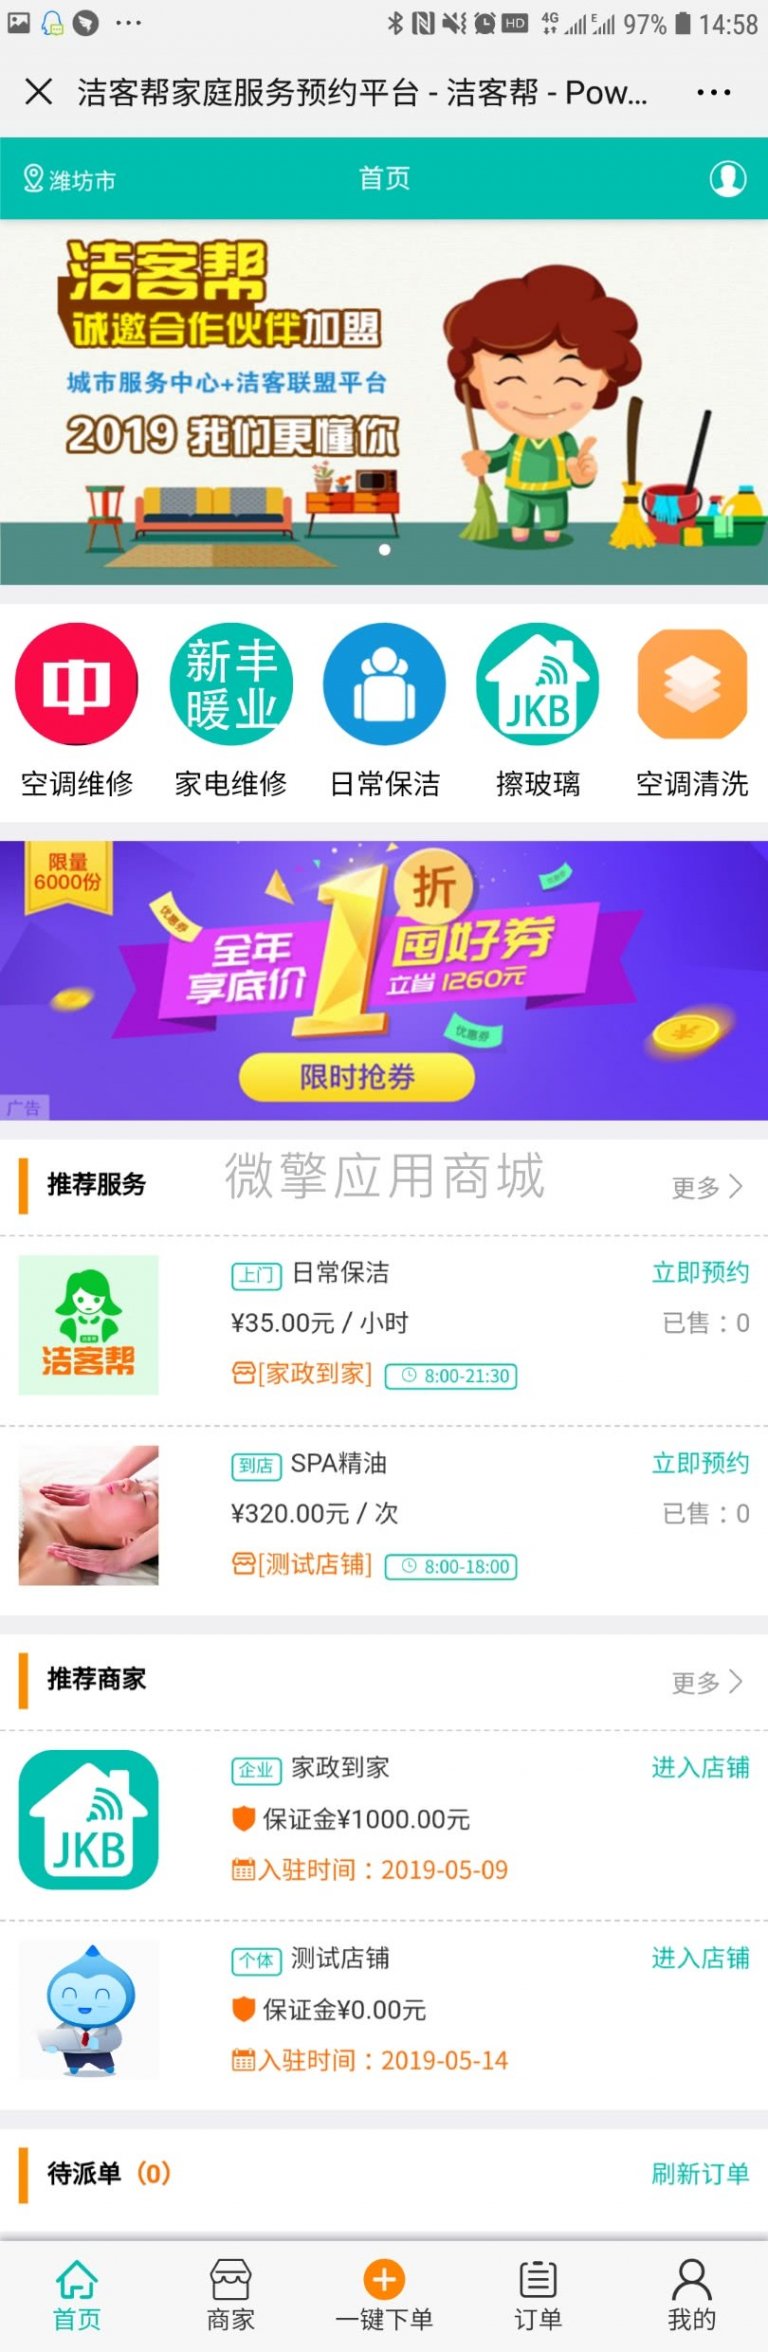 HD 4G E 97% 14:58
洁客帮家庭服务预约平台 - 洁客帮 - Pow...
潍坊市 首页
洁客帮
诚邀合作伙伴加盟
城市服务中心+洁客联盟平台
2019 我们更懂你
中 新丰暖业 JKB
空调维修 家电维修 日常保洁 擦玻璃 空调清洗
限量
6000份
优惠券
全年
享底价
1折
囤好券
立省1260元
优惠券
限时抢券
广告
推荐服务 微擎应用商城 更多
上门 日常保洁 立即预约
¥35.00元 / 小时 已售：0
[家政到家] 8:00-21:30
洁客帮
到店 SPA精油 立即预约
¥320.00元 / 次 已售：0
[测试店铺] 8:00-18:00
推荐商家 更多
企业 家政到家 进入店铺
保证金¥1000.00元
入驻时间：2019-05-09
JKB
个体 测试店铺 进入店铺
保证金¥0.00元
入驻时间：2019-05-14
待派单（0） 刷新订单
首页 商家 一键下单 订单 我的